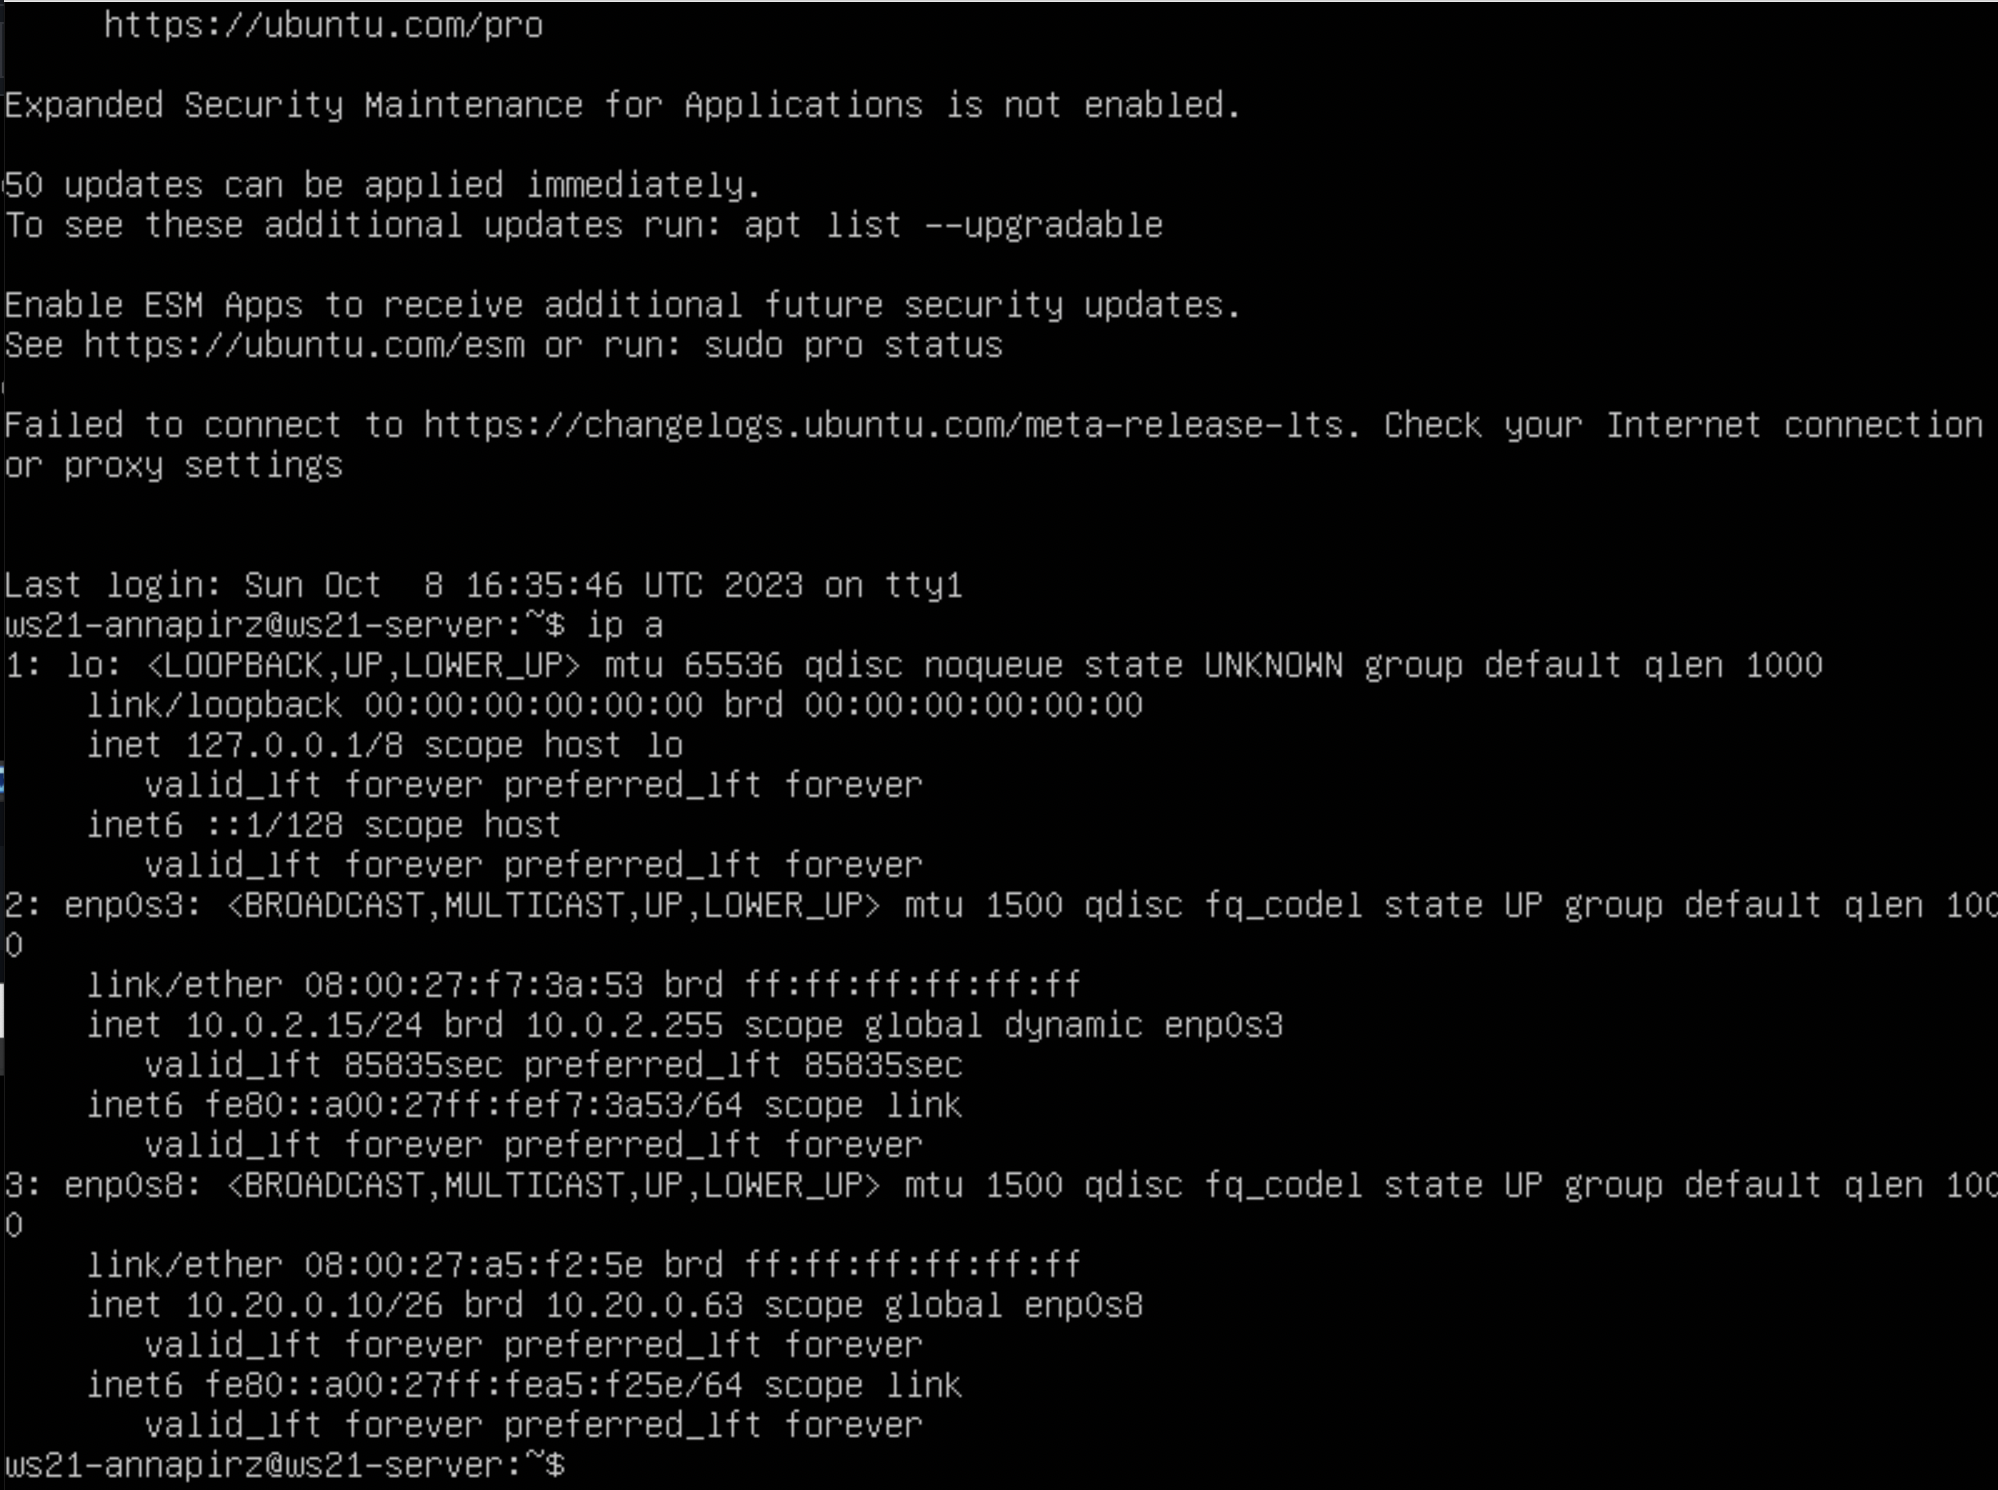 https://ubuntu.com/pro
Expanded Security Maintenance for Applications is not enabled.
50 updates can be applied immediately.
To see these additional updates run: apt list --upgradable
Enable ESM Apps to receive additional future security updates.
See https://ubuntu.com/esm or run: sudo pro status
Failed to connect to https://changelogs.ubuntu.com/meta-release-lts. Check your Internet connection
or proxy settings
Last login: Sun Oct  8 16:35:46 UTC 2023 on tty1
ws21-annapirz@ws21-server:~$ ip a
1: lo: <LOOPBACK,UP,LOWER_UP> mtu 65536 qdisc noqueue state UNKNOWN group default qlen 1000
link/loopback 00:00:00:00:00:00 brd 00:00:00:00:00:00
inet 127.0.0.1/8 scope host lo
valid_lft forever preferred_lft forever
inet6 ::1/128 scope host
valid_lft forever preferred_lft forever
2: enp0s3: <BROADCAST,MULTICAST,UP,LOWER_UP> mtu 1500 qdisc fq_codel state UP group default qlen 100
0
link/ether 08:00:27:f7:3a:53 brd ff:ff:ff:ff:ff:ff
inet 10.0.2.15/24 brd 10.0.2.255 scope global dynamic enp0s3
valid_lft 85835sec preferred_lft 85835sec
inet6 fe80::a00:27ff:fef7:3a53/64 scope link
valid_lft forever preferred_lft forever
3: enp0s8: <BROADCAST,MULTICAST,UP,LOWER_UP> mtu 1500 qdisc fq_codel state UP group default qlen 100
0
link/ether 08:00:27:a5:f2:5e brd ff:ff:ff:ff:ff:ff
inet 10.20.0.10/26 brd 10.20.0.63 scope global enp0s8
valid_lft forever preferred_lft forever
inet6 fe80::a00:27ff:fea5:f25e/64 scope link
valid_lft forever preferred_lft forever
ws21-annapirz@ws21-server:~$